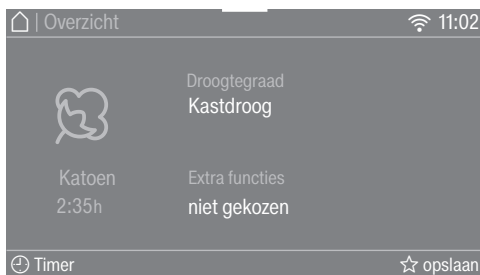 | Overzicht 11:02
Droogtegraad
Kastdroog
Katoen
2:35h
Extra functies
niet gekozen
Timer opslaan